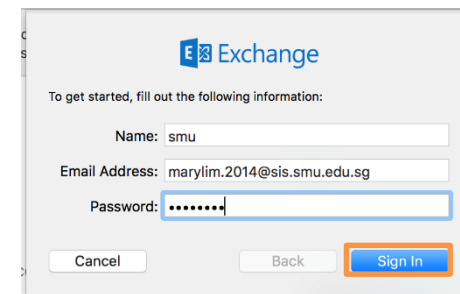 Exchange
To get started, fill out the following information:
Name: smu
Email Address: marylim.2014@sis.smu.edu.sg
Password: ••••••••
Cancel Back Sign In